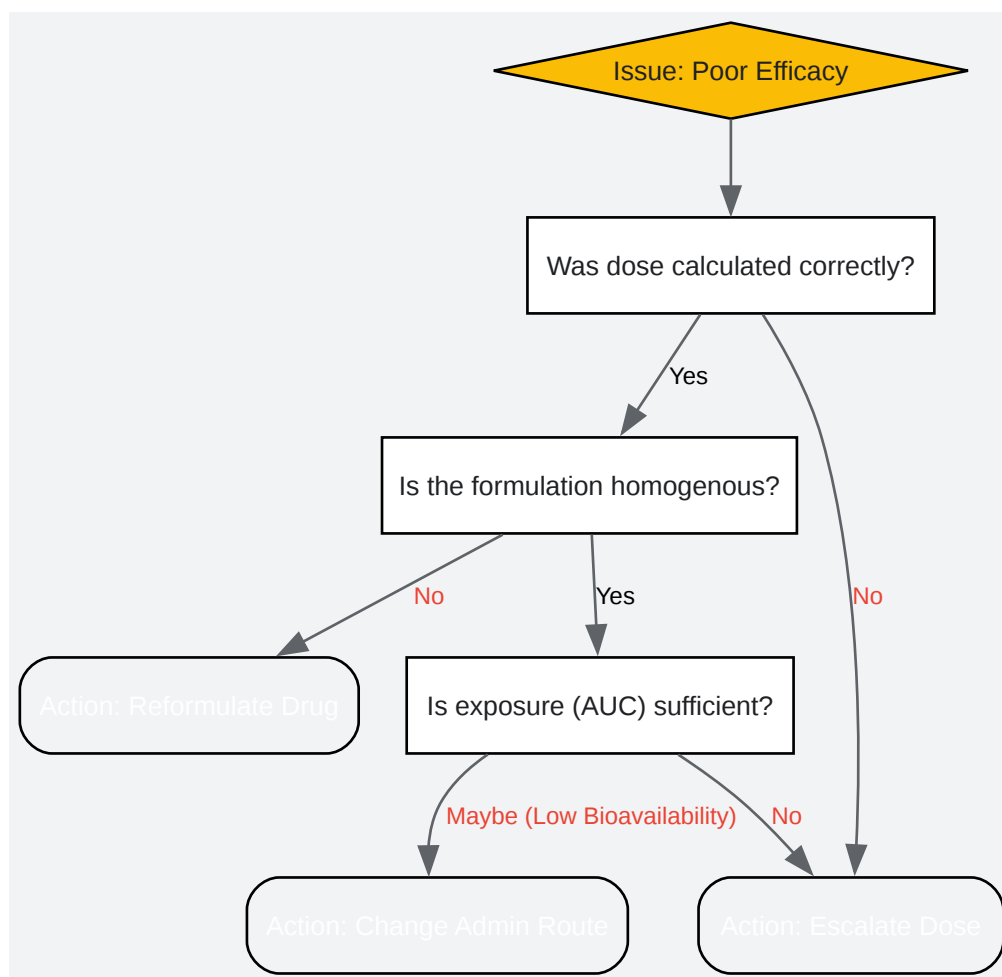 Issue: Poor Efficacy
Was dose calculated correctly?
Yes
Is the formulation homogenous?
No
Yes
No
Action: Reformulate Drug
Is exposure (AUC) sufficient?
Maybe (Low Bioavailability)
No
Action: Change Admin Route
Action: Escalate Dose